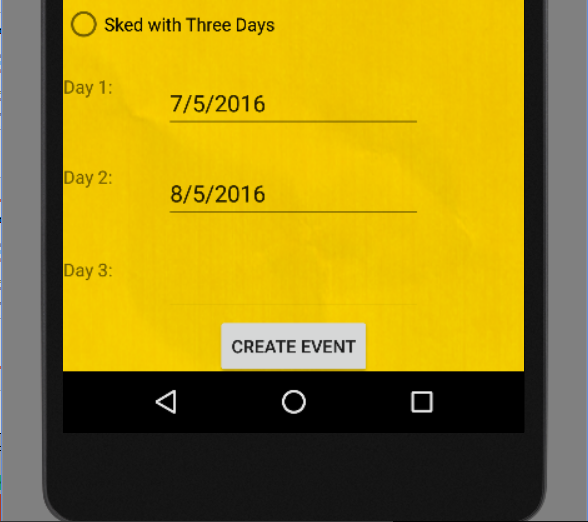 Sked with Three Days
Day 1:
7/5/2016
Day 2:
8/5/2016
Day 3:
CREATE EVENT